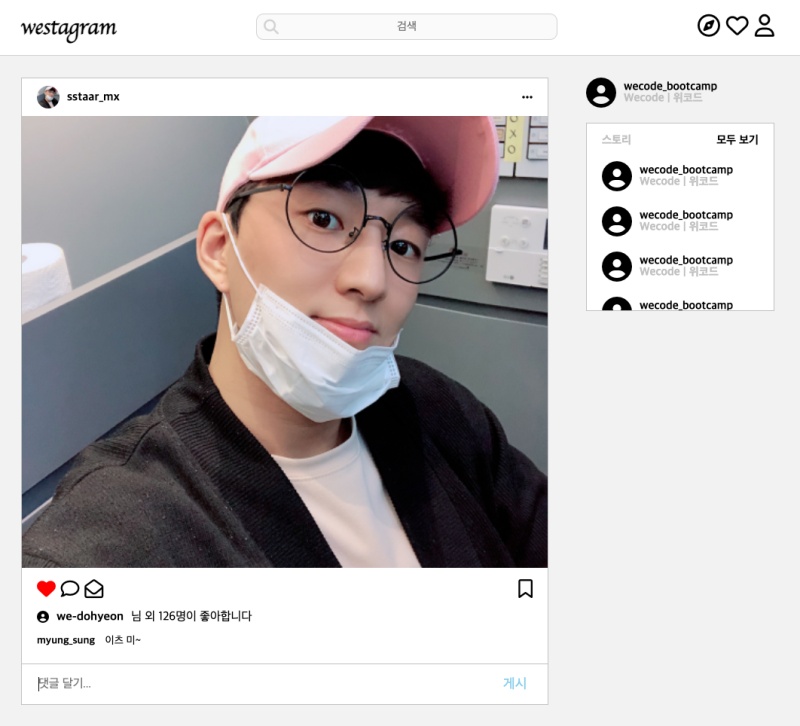 westagram
검색
sstaar_mx
we-dohyeon 님 외 126명이 좋아합니다
myung_sung 이츠 미~
댓글 달기...
게시
wecode_bootcamp
Wecode | 위코드
스토리 모두 보기
wecode_bootcamp
Wecode | 위코드
wecode_bootcamp
Wecode | 위코드
wecode_bootcamp
Wecode | 위코드
wecode_bootcamp